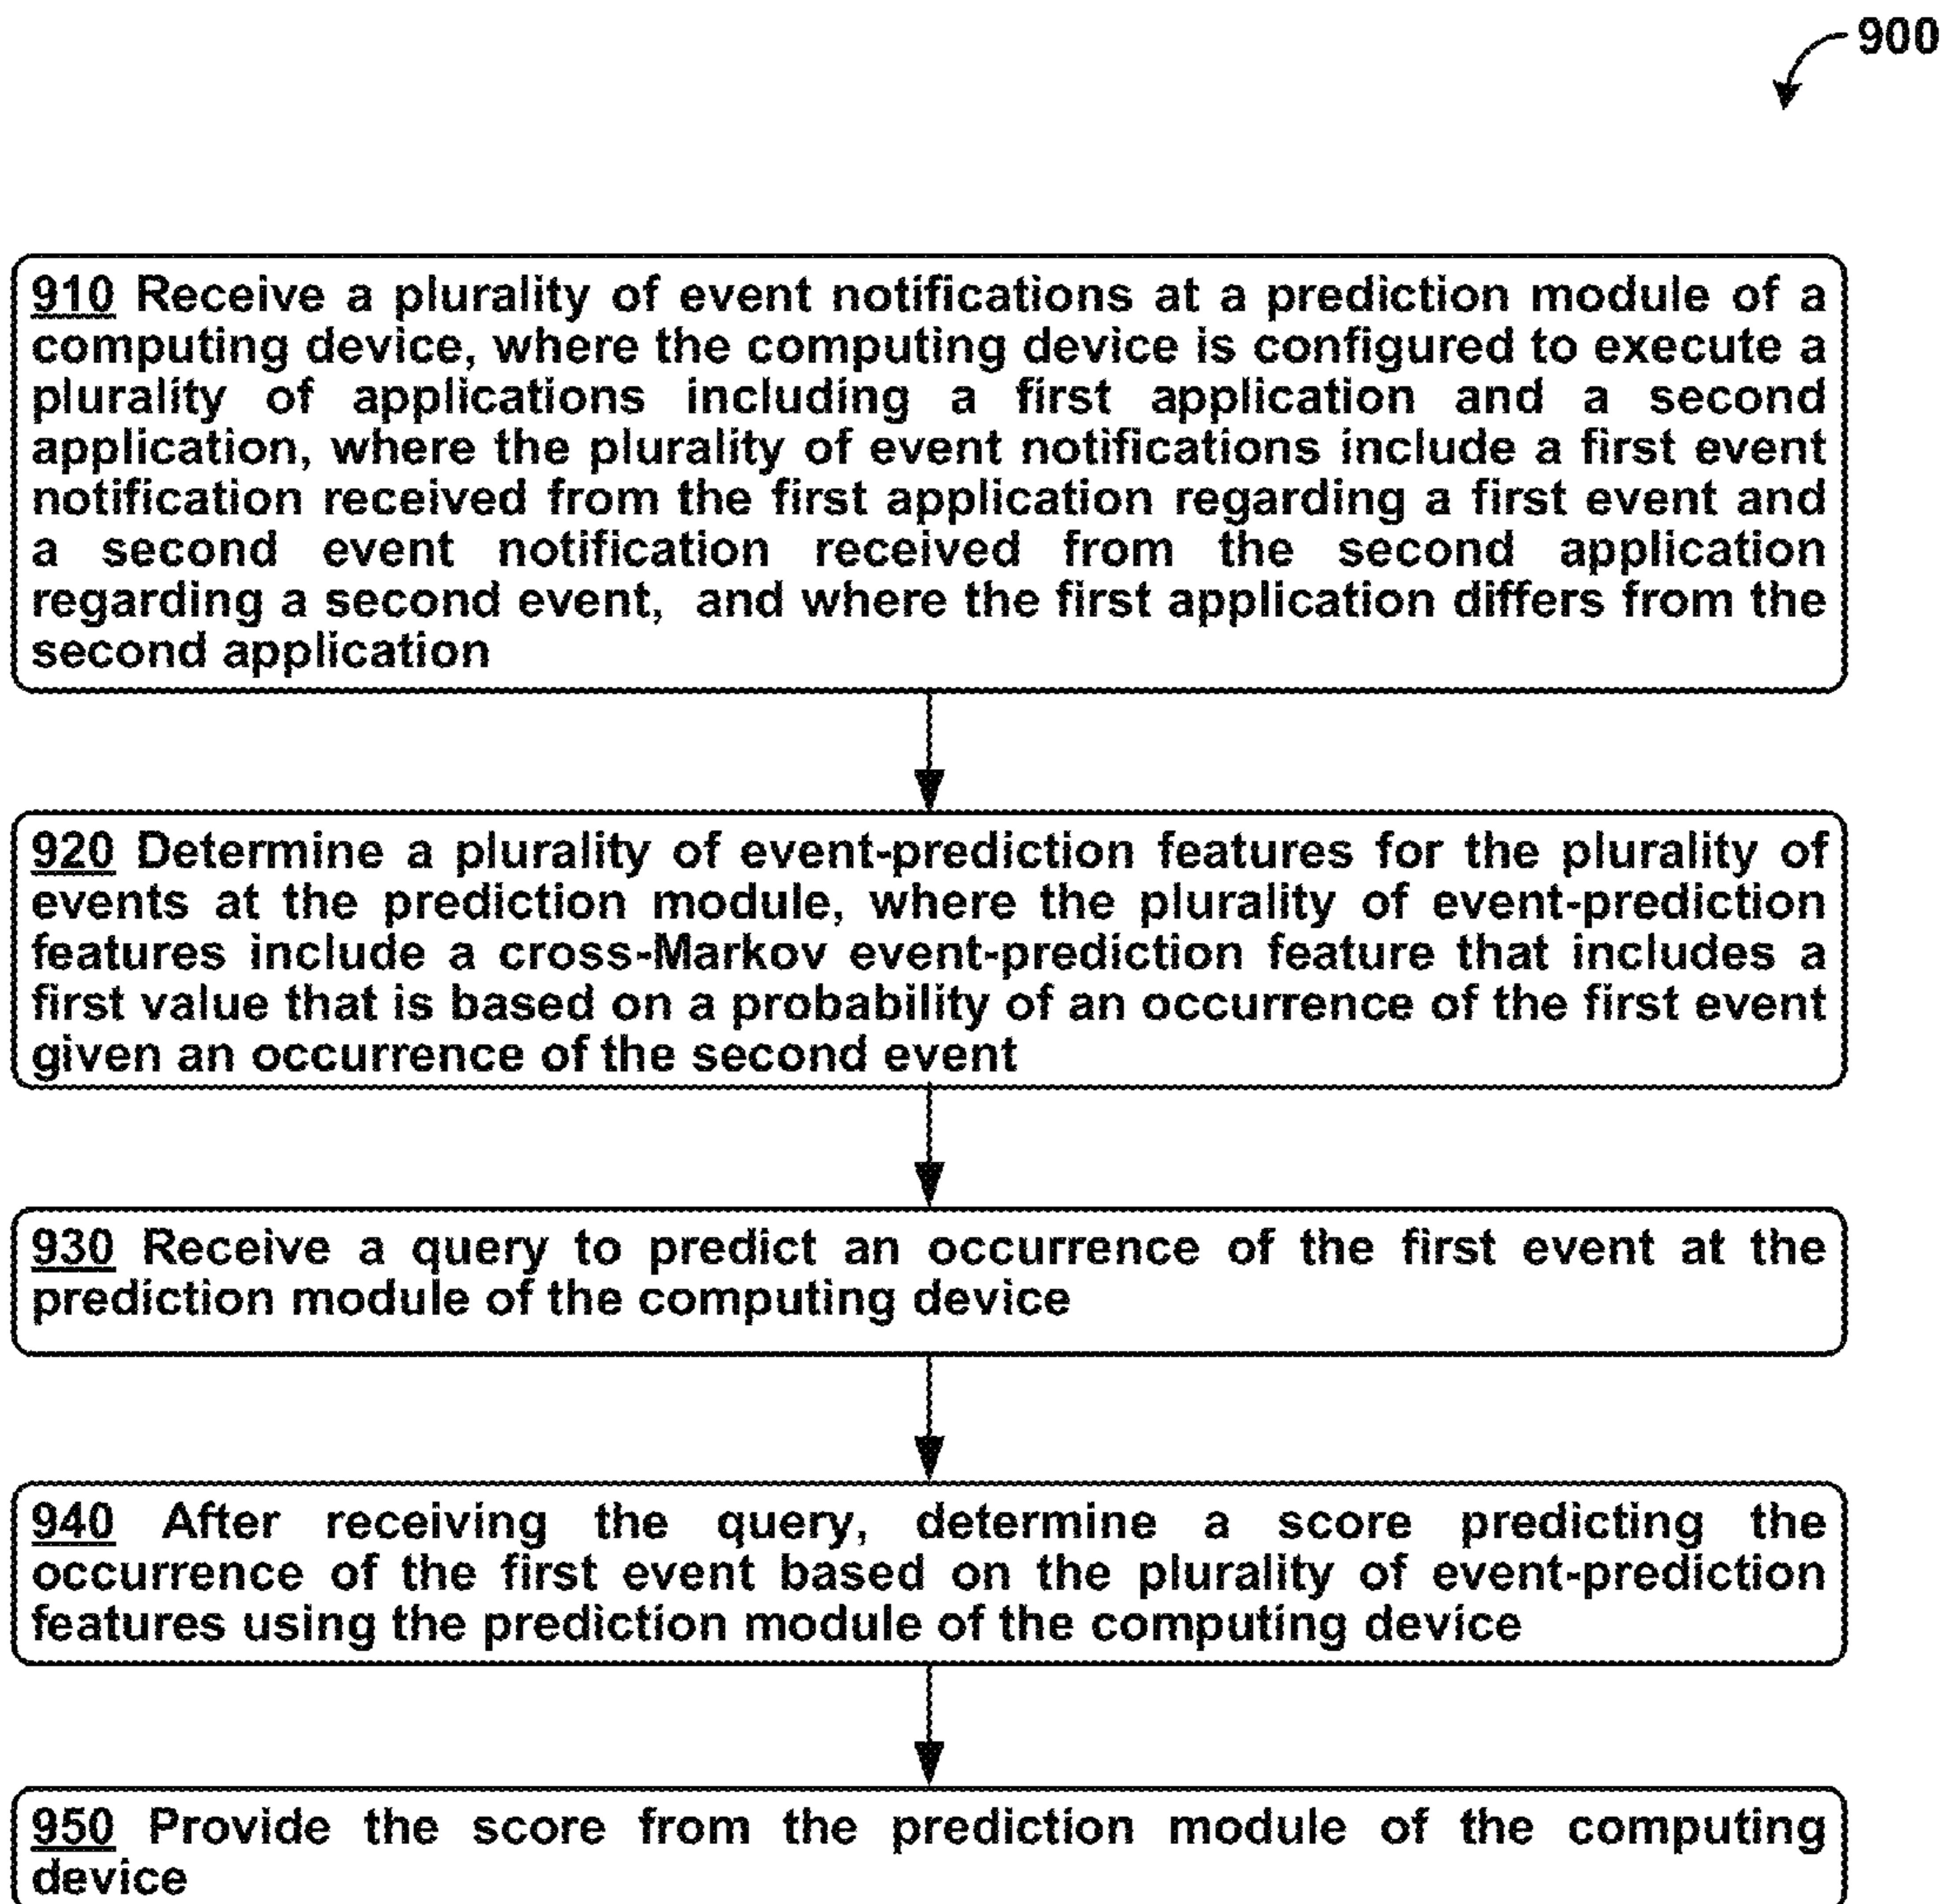 900
910 Receive a plurality of event notifications at a prediction module of a
computing device, where the computing device is configured to execute a
plurality of applications including a first application and a second
application, where the plurality of event notifications include a first event
notification received from the first application regarding a first event and
a second event notification received from the second application
regarding a second event, and where the first application differs from the
second application
920 Determine a plurality of event-prediction features for the plurality of
events at the prediction module, where the plurality of event-prediction
features include a cross-Markov event-prediction feature that includes a
first value that is based on a probability of an occurrence of the first event
given an occurrence of the second event
930 Receive a query to predict an occurrence of the first event at the
prediction module of the computing device
940 After receiving the query, determine a score predicting the
occurrence of the first event based on the plurality of event-prediction
features using the prediction module of the computing device
950 Provide the score from the prediction module of the computing
device